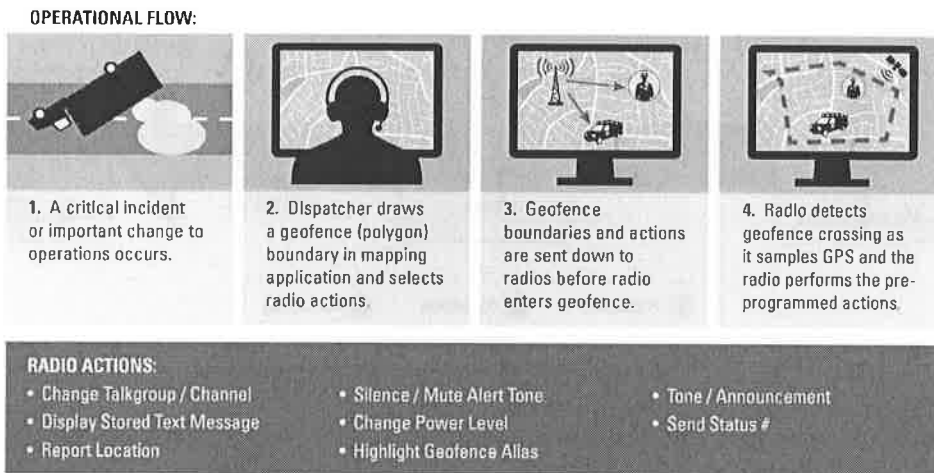 OPERATIONAL FLOW:
1. A critical incident
or important change to
operations occurs.
2. Dispatcher draws
a geofence (polygon)
boundary in mapping
application and selects
radio actions.
3. Geofence
boundaries and actions
are sent down to
radios before radio
enters geofence.
4. Radio detects
geofence crossing as
it samples GPS and the
radio performs the pre-
programmed actions.
RADIO ACTIONS:
• Change Talkgroup / Channel
• Display Stored Text Message
• Report Location
• Silence / Mute Alert Tone
• Change Power Level
• Highlight Geofence Alias
• Tone / Announcement
• Send Status #